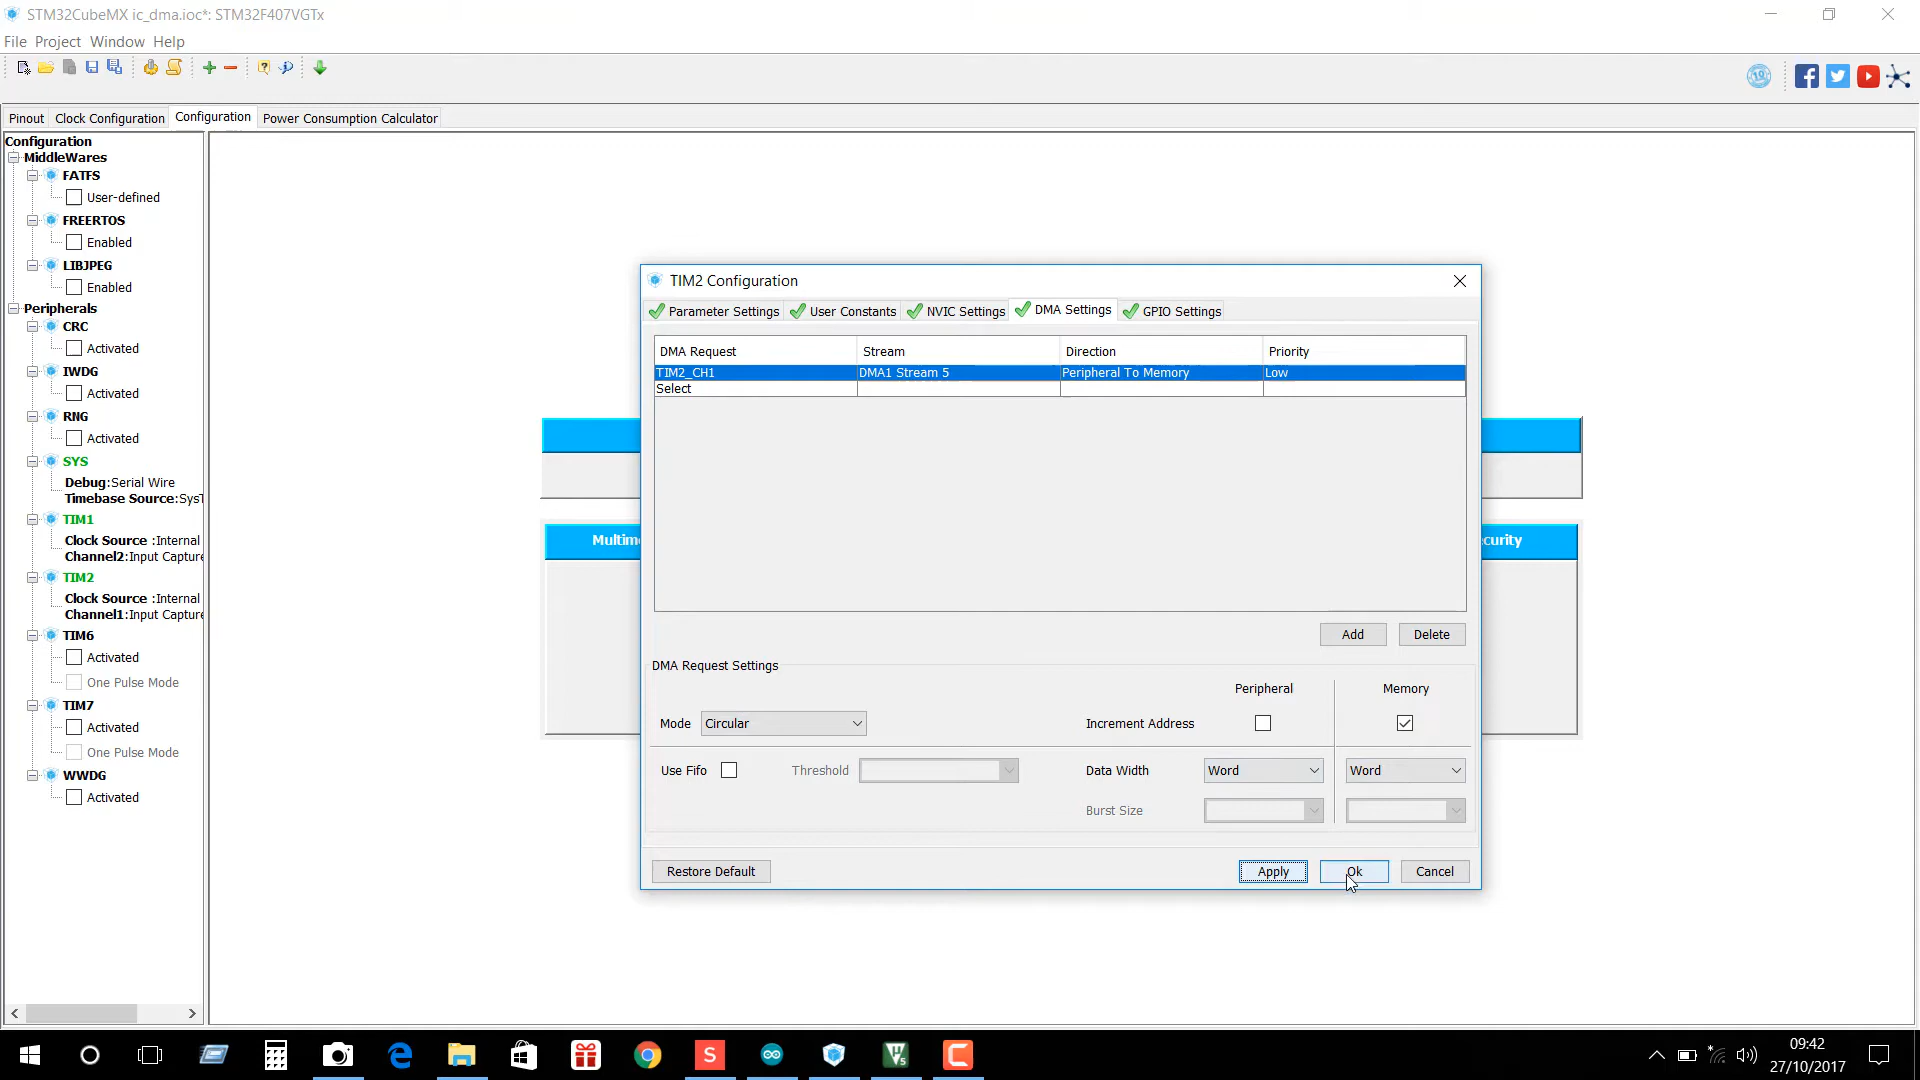 STM32CubeMX ic_dma.ioc*: STM32F407VGTx
File Project Window Help
10
Pinout Clock Configuration Configuration Power Consumption Calculator
Configuration
MiddleWares
FATFS
User-defined
FREERTOS
Enabled
LIBJPEG
Enabled
Peripherals
CRC
Activated
IWDG
Activated
RNG
Activated
SYS
Debug:Serial Wire
Timebase Source:SysT
TIM1
Clock Source :Internal
Channel2:Input Capture
TIM2
Clock Source :Internal
Channel1:Input Capture
TIM6
Activated
One Pulse Mode
TIM7
Activated
One Pulse Mode
WWDG
Activated
Multim
curity
TIM2 Configuration
Parameter Settings User Constants NVIC Settings DMA Settings GPIO Settings
DMA Request Stream Direction Priority
TIM2_CH1 DMA1 Stream 5 Peripheral To Memory Low
Select
Add Delete
DMA Request Settings
Peripheral Memory
Mode Circular Increment Address
Use Fifo Threshold Data Width Word Word
Burst Size
Restore Default Apply Ok Cancel
S
09:42
27/10/2017